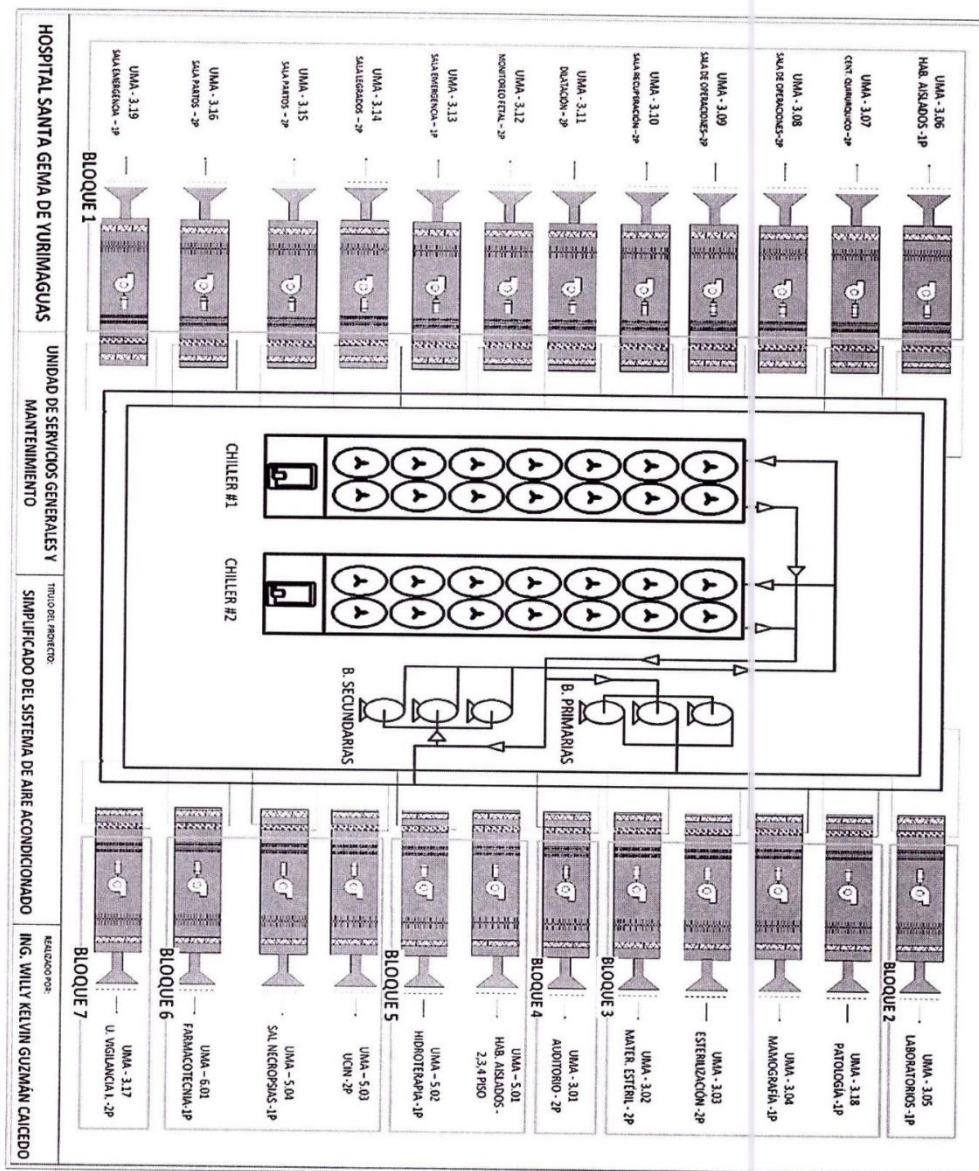 UMA - 3.19
SALA EMERGENCIA - 1P
UMA - 3.16
SALA PARTOS - 2P
UMA - 3.15
SALA PARTOS - 2P
UMA - 3.14
SALA LEGRADOS - 2P
UMA - 3.13
SALA EMERGENCIA - 1P
UMA - 3.12
MONITOREO FETAL - 2P
UMA - 3.11
DILATACIÓN - 2P
UMA - 3.10
SALA RECUPERACIÓN - 2P
UMA - 3.09
SALA DE OPERACIONES-2P
UMA - 3.08
SALA DE OPERACIONES-2P
UMA - 3.07
CENT. QUIRURQUICO -2P
UMA - 3.06
HAB. AISLADOS -1P
BLOQUE 1
CHILLER #1
CHILLER #2
B. SECUNDARIAS
B. PRIMARIAS
BLOQUE 7
UMA - 3.17
U. VIGILANCIA I. -2P
BLOQUE 6
UMA - 6.01
FARMACOTECNIA-1P
UMA - 5.04
SAL NECROPSIAS-1P
UMA - 5.03
UCIN -2P
BLOQUE 5
UMA - 5.02
HIDROTERAPIA -1P
UMA - 5.01
HAB. AISLADOS -
2,3,4 PISO
BLOQUE 4
UMA - 3.01
AUDITORIO - 2P
BLOQUE 3
UMA - 3.02
MATER. ESTÉRIL - 2P
UMA - 3.03
ESTERILIZACIÓN -2P
UMA - 3.04
MAMOGRAFÍA -1P
UMA - 3.18
PATOLOGÍA -1P
BLOQUE 2
UMA - 3.05
LABORATORIOS -1P
HOSPITAL SANTA GEMA DE YURIMAGUAS
UNIDAD DE SERVICIOS GENERALES Y
MANTENIMIENTO
TITULO DEL PROYECTO:
SIMPLIFICADO DEL SISTEMA DE AIRE ACONDICIONADO
REALIZADO POR:
ING. WILLY KELVIN GUZMÁN CAICEDO